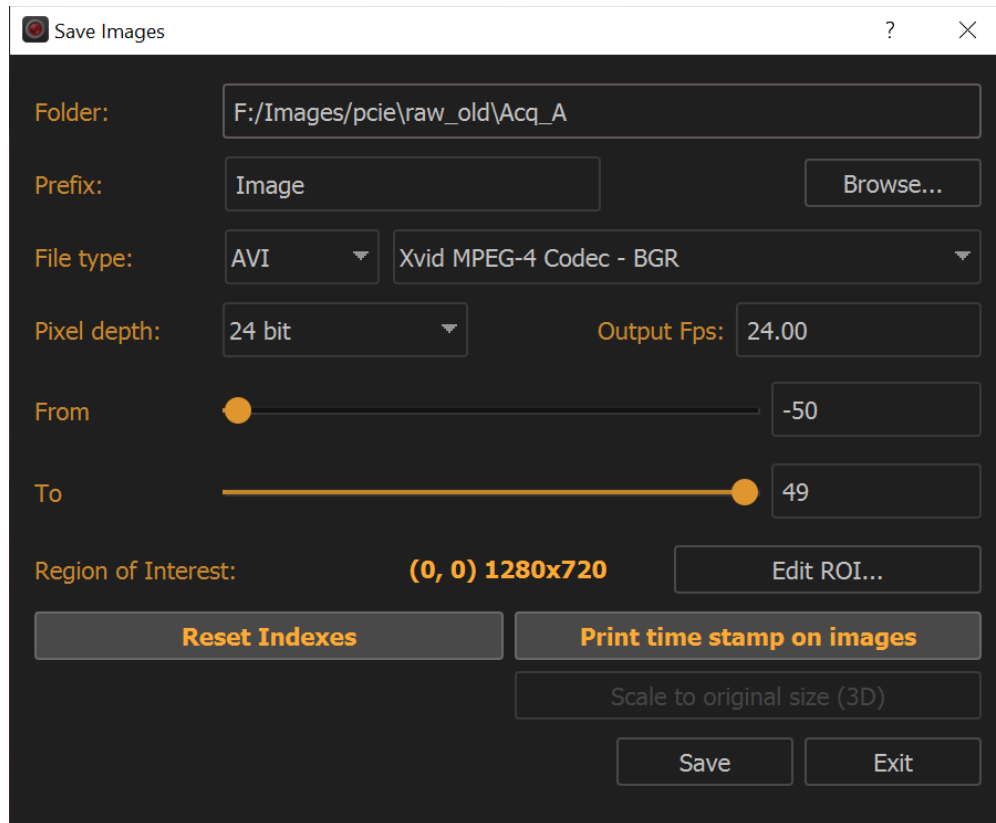 Save Images
?
Folder: F:/Images/pcie\raw_old\Acq_A
Prefix: Image Browse...
File type: AVI Xvid MPEG-4 Codec - BGR
Pixel depth: 24 bit Output Fps: 24.00
From -50
To 49
Region of Interest: (0, 0) 1280x720 Edit ROI...
Reset Indexes Print time stamp on images
Scale to original size (3D)
Save Exit